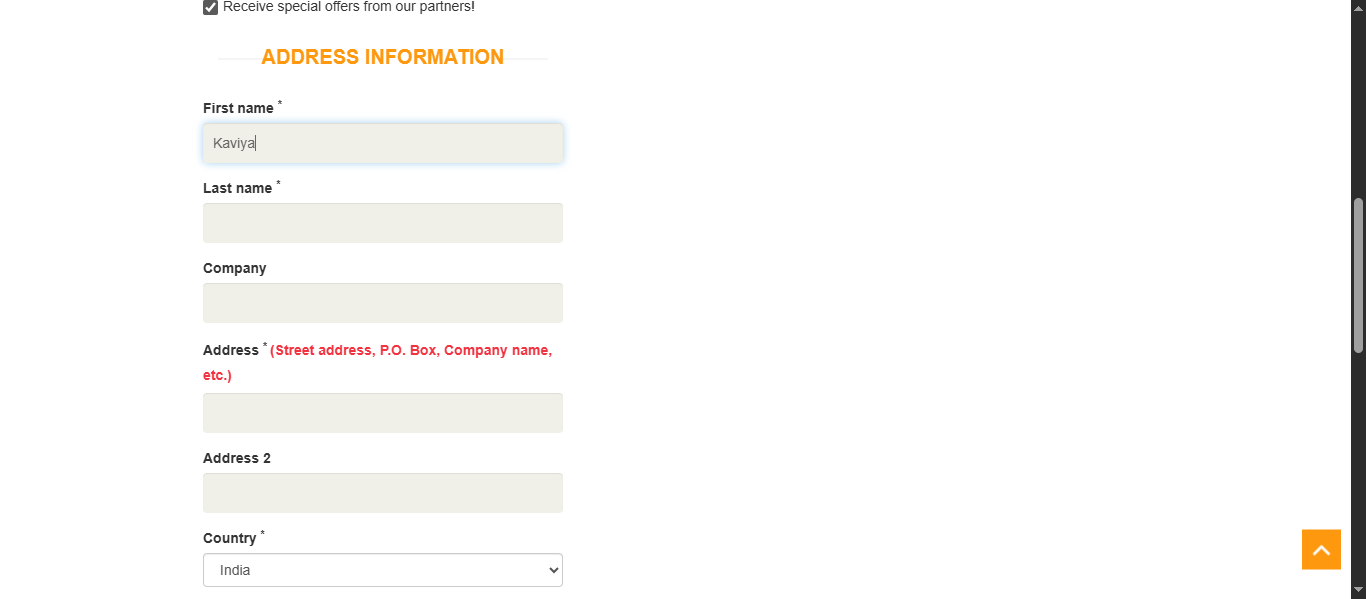 Receive special offers from our partners!
ADDRESS INFORMATION
First name *
Kaviya
Last name *
Company
Address * (Street address, P.O. Box, Company name,
etc.)
Address 2
Country *
India